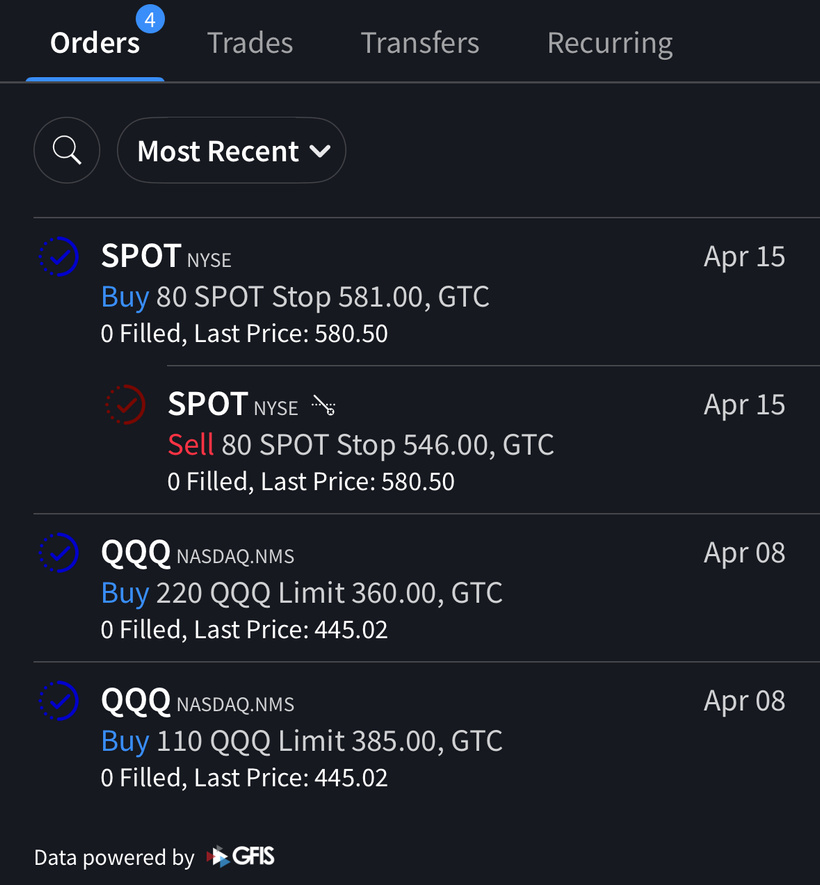 Orders 4 Trades Transfers Recurring
Most Recent
SPOT NYSE Apr 15
Buy 80 SPOT Stop 581.00, GTC
0 Filled, Last Price: 580.50
SPOT NYSE Apr 15
Sell 80 SPOT Stop 546.00, GTC
0 Filled, Last Price: 580.50
QQQ NASDAQ.NMS Apr 08
Buy 220 QQQ Limit 360.00, GTC
0 Filled, Last Price: 445.02
QQQ NASDAQ.NMS Apr 08
Buy 110 QQQ Limit 385.00, GTC
0 Filled, Last Price: 445.02
Data powered by GFIS